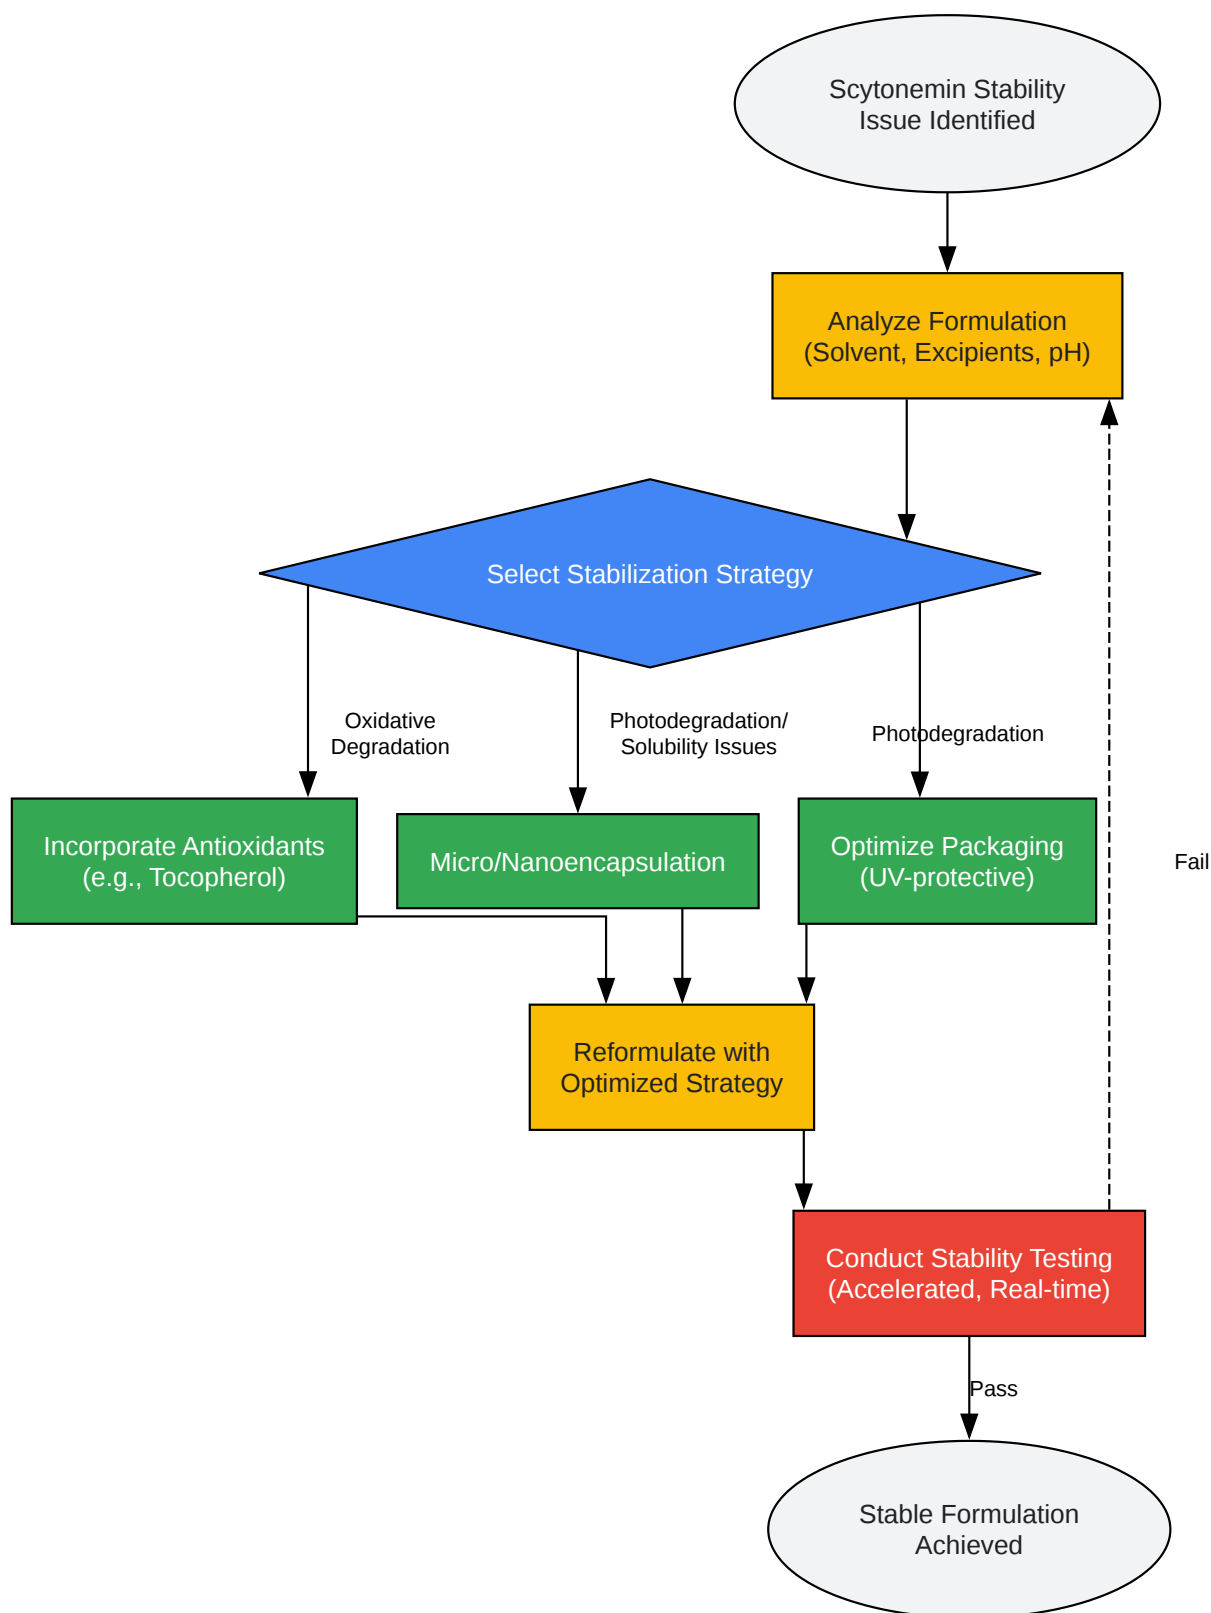 Scytonemin Stability
Issue Identified
Analyze Formulation
(Solvent, Excipients, pH)
Select Stabilization Strategy
Oxidative
Degradation
Photodegradation/
Solubility Issues
Photodegradation
Incorporate Antioxidants
(e.g., Tocopherol)
Micro/Nanoencapsulation
Optimize Packaging
(UV-protective)
Fail
Reformulate with
Optimized Strategy
Conduct Stability Testing
(Accelerated, Real-time)
Pass
Stable Formulation
Achieved